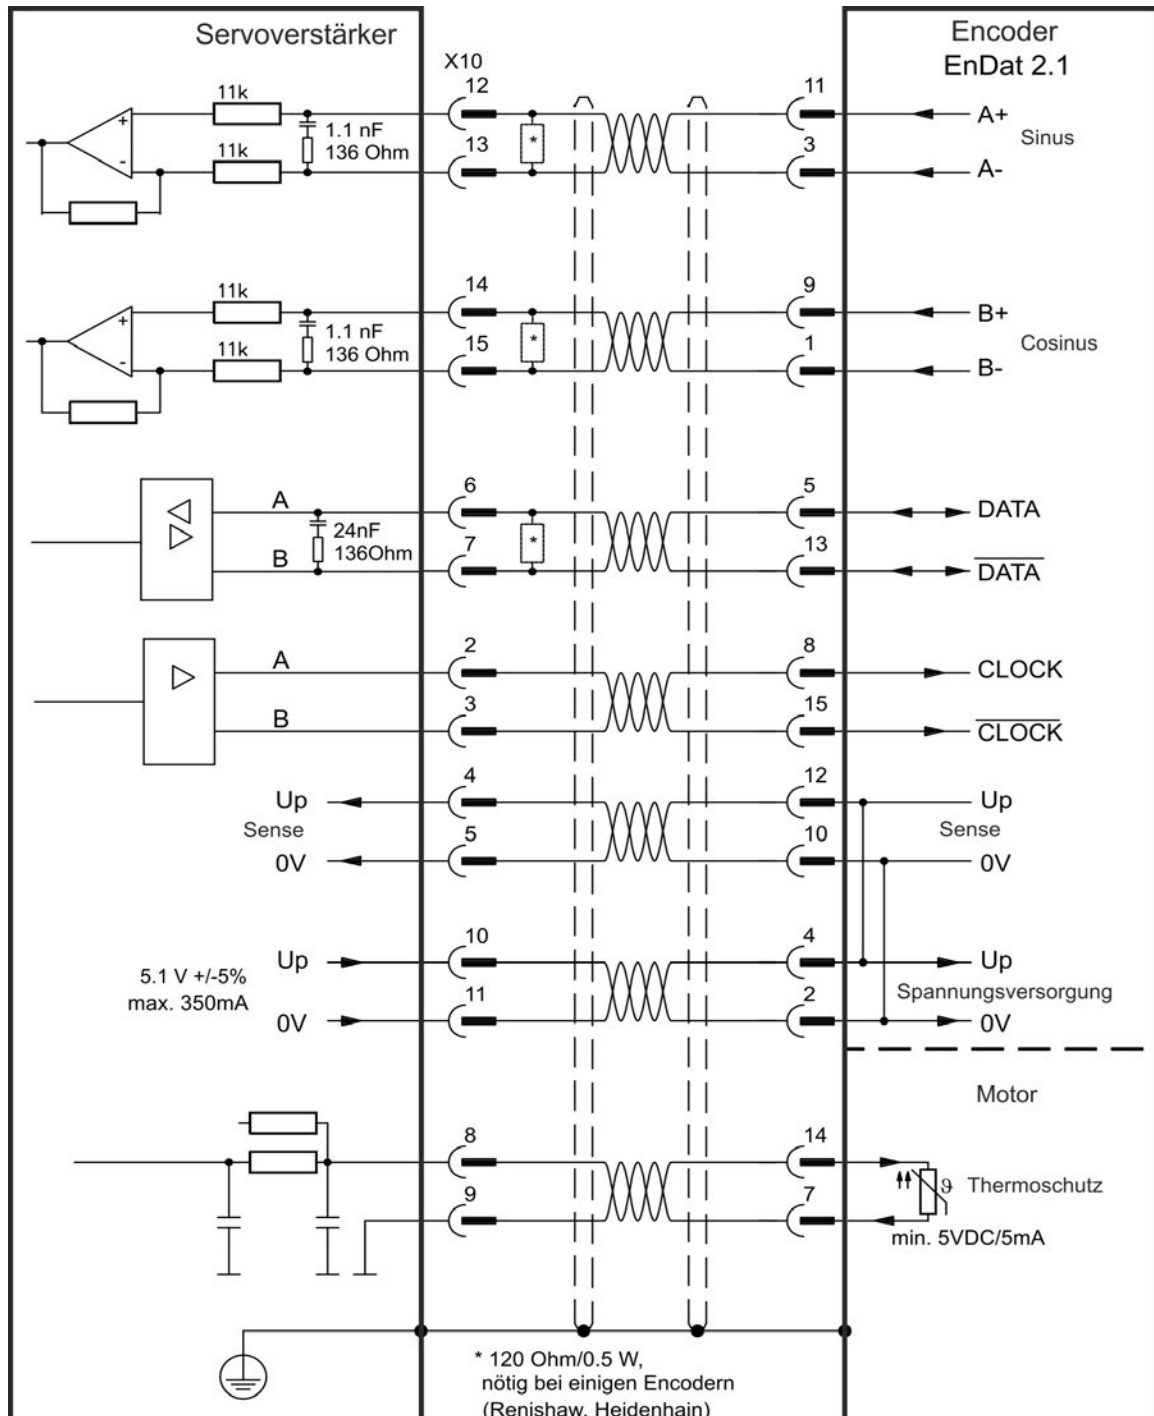 Servoverstärker
Encoder
EnDat 2.1
X10
11k
12
11
A+
1.1 nF
136 Ohm
Sinus
11k
13
3
A-
+
-
11k
14
9
B+
1.1 nF
136 Ohm
Cosinus
11k
15
1
B-
+
-
A
6
5
DATA
24nF
136Ohm
B
7
13
DATA
A
2
8
CLOCK
B
3
15
CLOCK
Up
4
12
Up
Sense
Sense
0V
5
10
0V
Up
10
4
Up
5.1 V +/-5%
max. 350mA
Spannungsversorgung
0V
11
2
0V
Motor
8
14
ϑ
Thermoschutz
9
7
min. 5VDC/5mA
*
*
*
* 120 Ohm/0.5 W,
nötig bei einigen Encodern
(Renishaw, Heidenhain)